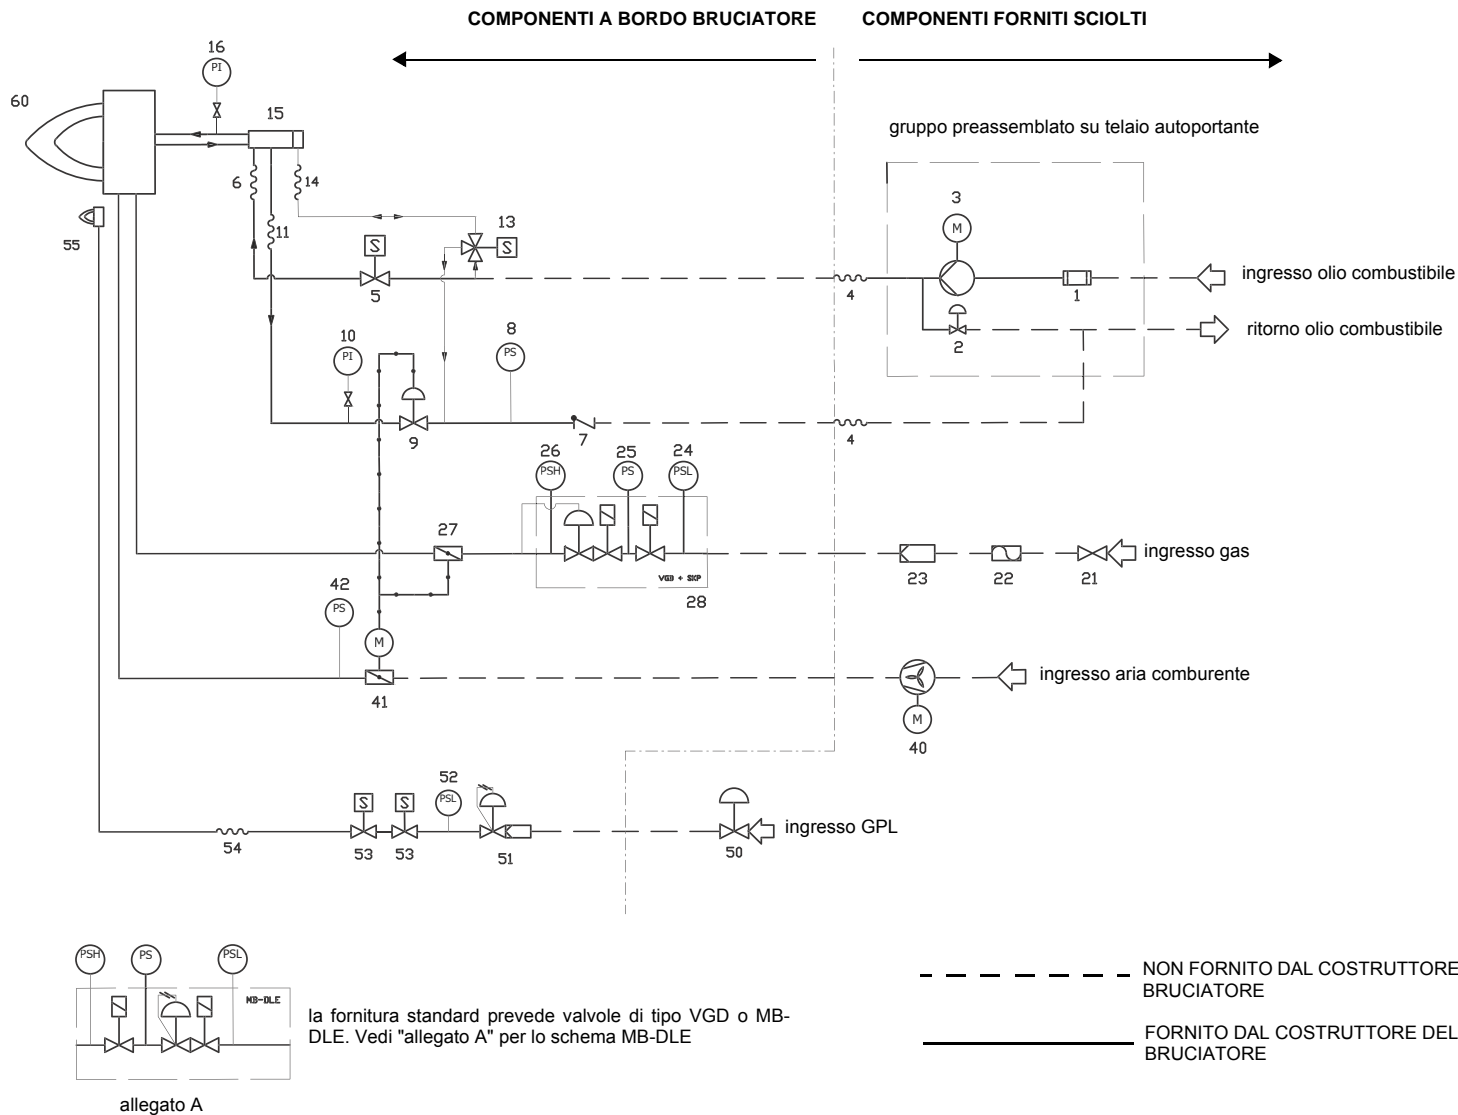 COMPONENTI A BORDO BRUCIATORE
COMPONENTI FORNITI SCIOLTI
16
PI
60
15
gruppo preassemblato su telaio autoportante
6
14
3
M
55
11
13
S
S
5
4
1
ingresso olio combustibile
10
PI
8
PS
2
ritorno olio combustibile
9
7
4
26
25
24
PSH
PS
PSL
27
ingresso gas
VGD + SKP
28
23
22
21
42
PS
M
41
ingresso aria comburente
M
40
S
S
52
PSL
ingresso GPL
54
53
53
51
50
PSH
PS
PSL
MB-DLE
la fornitura standard prevede valvole di tipo VGD o MB-
DLE. Vedi "allegato A" per lo schema MB-DLE
allegato A
NON FORNITO DAL COSTRUTTORE
BRUCIATORE
FORNITO DAL COSTRUTTORE DEL
BRUCIATORE